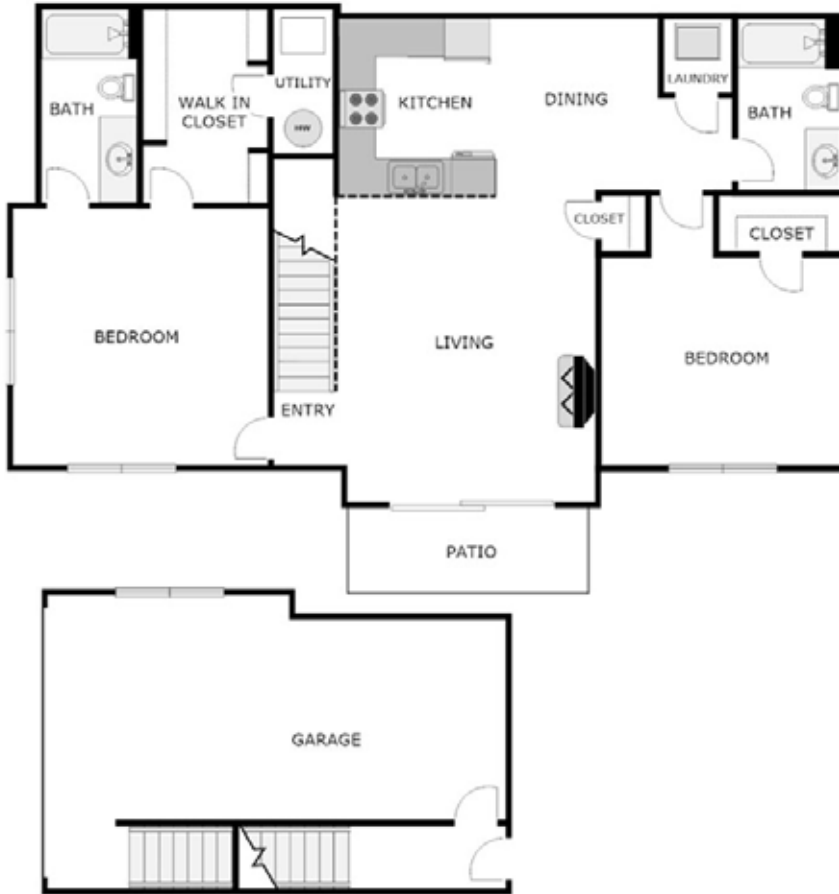 BATH
WALK IN
CLOSET
UTILITY
HW
KITCHEN
DINING
LAUNDRY
BATH
CLOSET
CLOSET
BEDROOM
LIVING
BEDROOM
ENTRY
PATIO
GARAGE